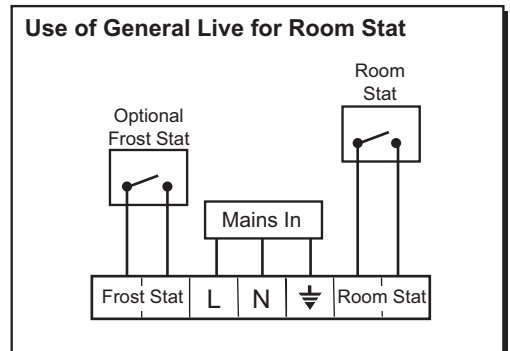 Use of General Live for Room Stat
Room
Stat
Optional
Frost Stat
Mains In
Frost Stat L N Room Stat